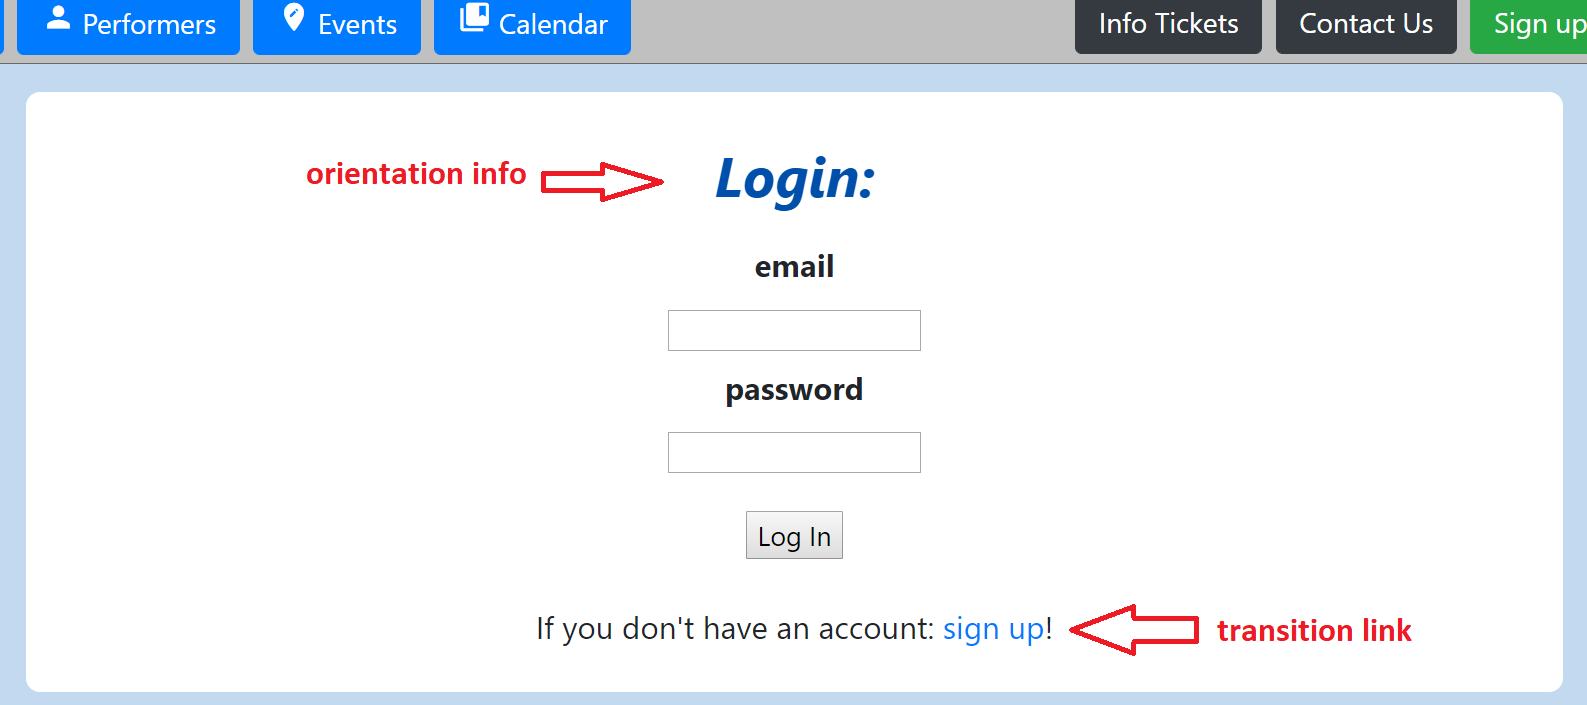 Performers Events Calendar Info Tickets Contact Us Sign up
orientation info Login:
email
password
Log In
If you don't have an account: sign up! transition link